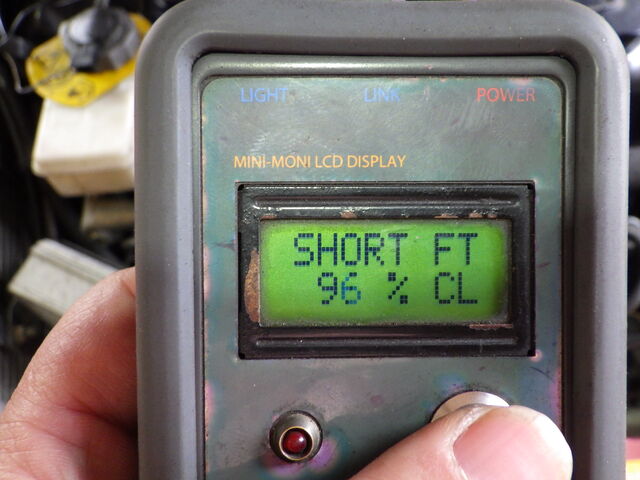 LIGHT LINK POWER
MINI-MONI LCD DISPLAY
SHORT FT
96 % CL